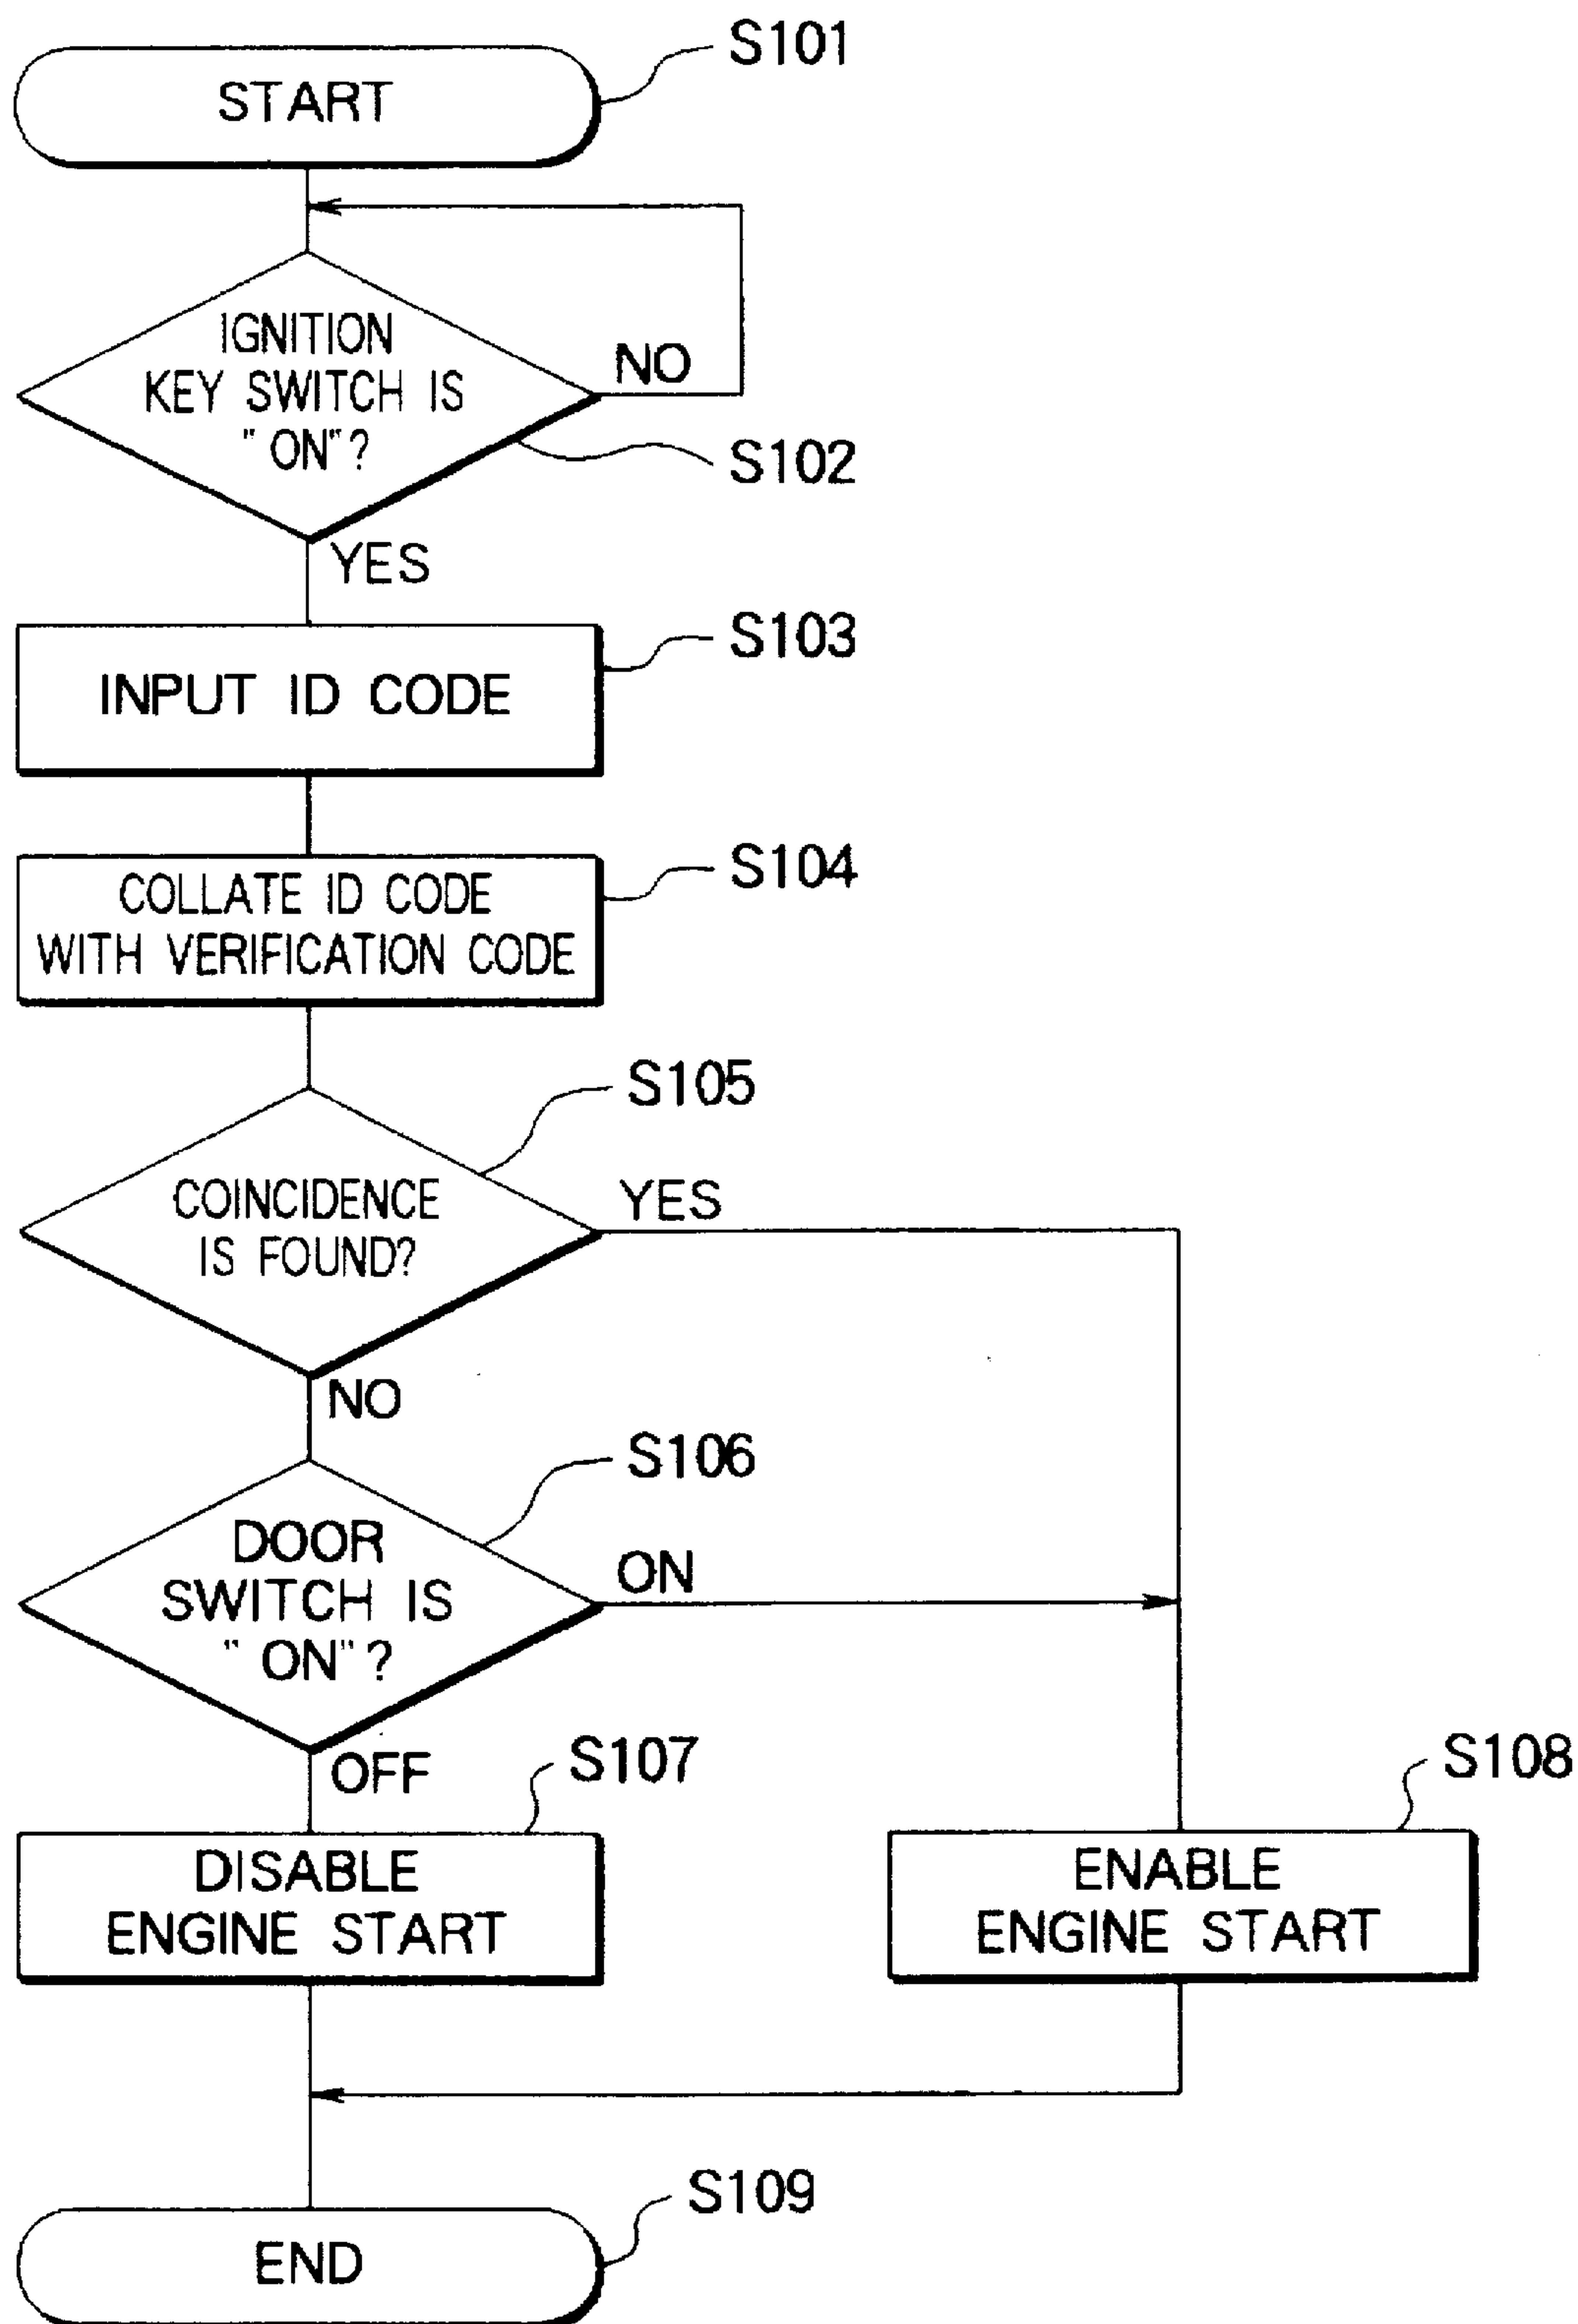 START
S101
IGNITION
KEY SWITCH IS
"ON"?
NO
S102
YES
INPUT ID CODE
S103
COLLATE ID CODE
WITH VERIFICATION CODE
S104
S105
COINCIDENCE
IS FOUND?
YES
NO
S106
DOOR
SWITCH IS
"ON"?
ON
OFF
S107
DISABLE
ENGINE START
S108
ENABLE
ENGINE START
S109
END